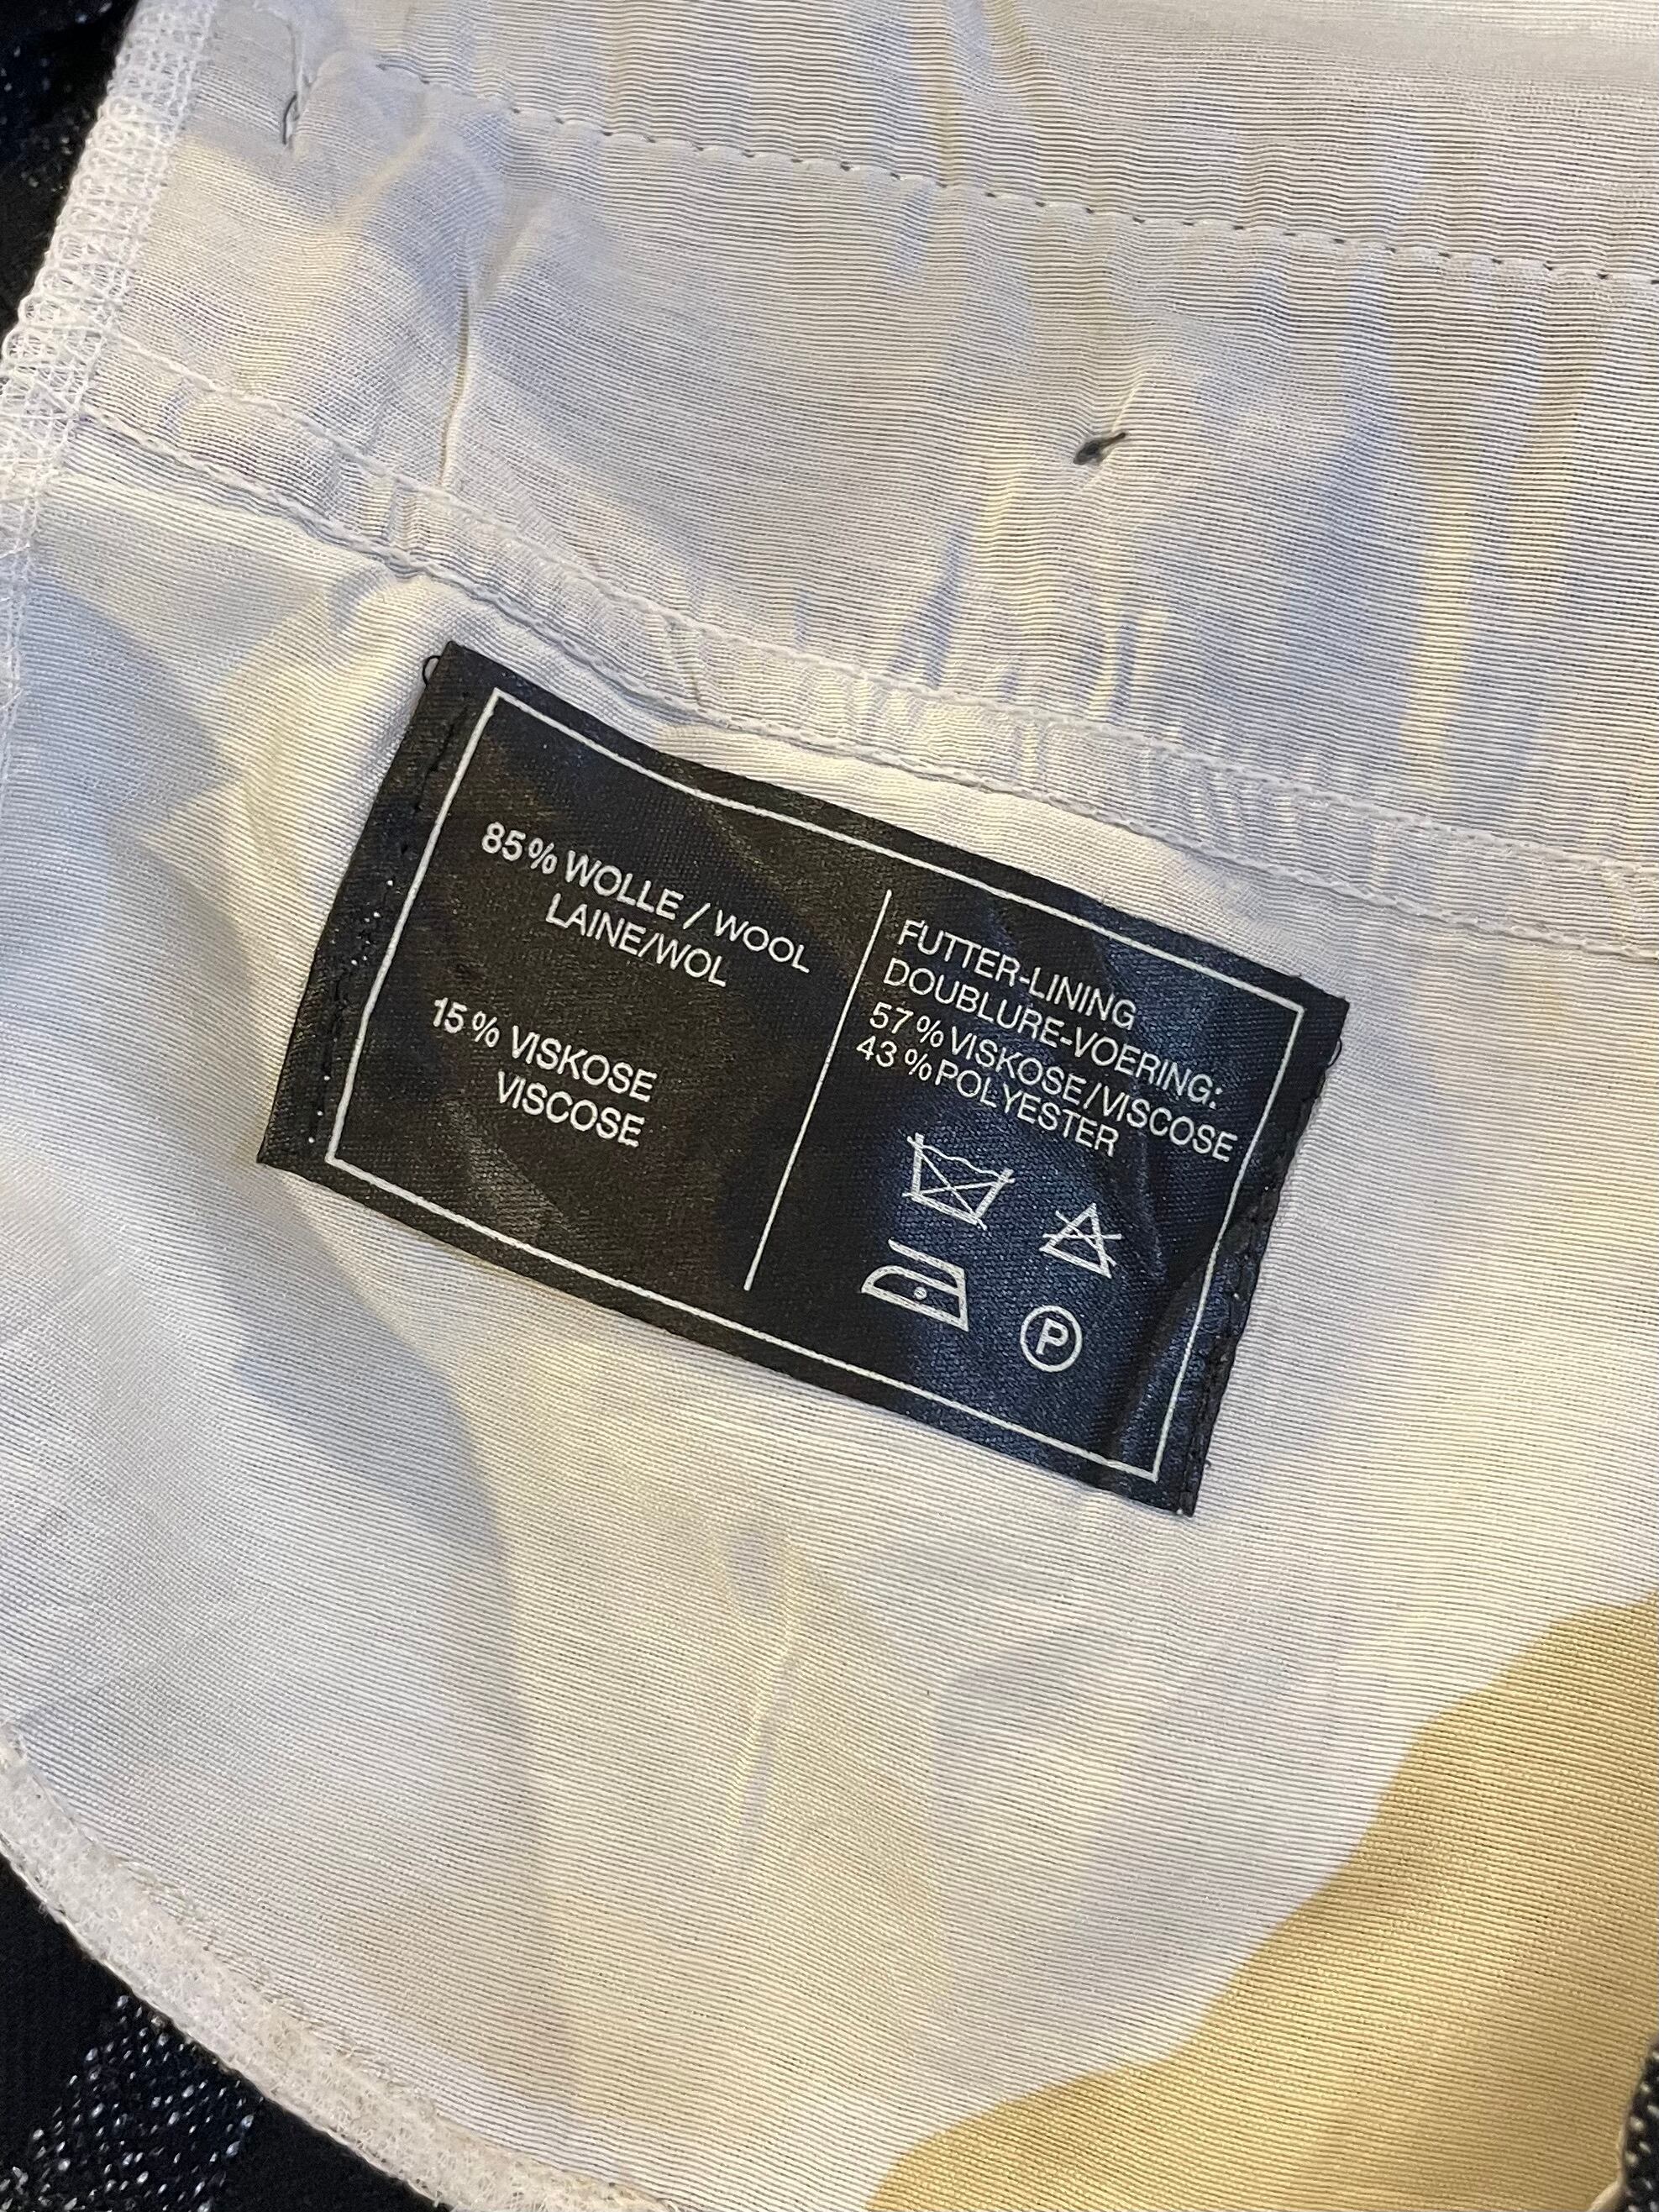 85% WOLLE / WOOL
LAINE/WOL
15% VISKOSE
VISCOSE
FUTTER-LINING
DOUBLURE-VOERING:
57% VISKOSE/VISCOSE
43% POLYESTER
P